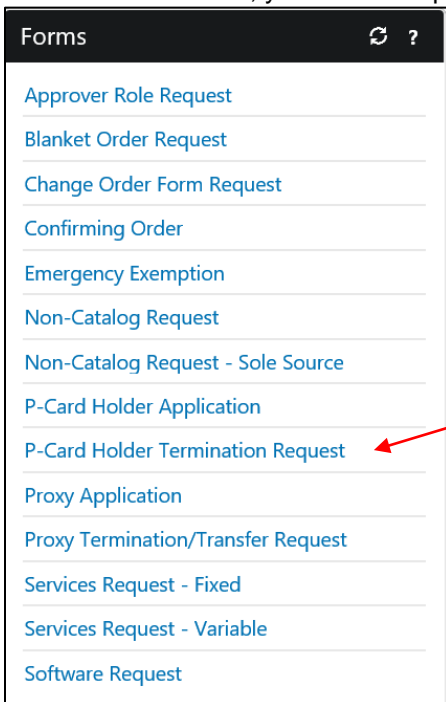 Forms ?
Approver Role Request
Blanket Order Request
Change Order Form Request
Confirming Order
Emergency Exemption
Non-Catalog Request
Non-Catalog Request - Sole Source
P-Card Holder Application
P-Card Holder Termination Request
Proxy Application
Proxy Termination/Transfer Request
Services Request - Fixed
Services Request - Variable
Software Request